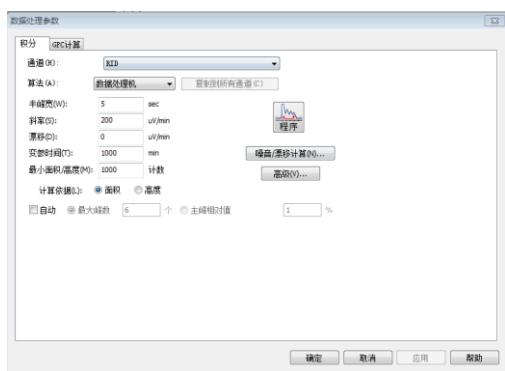 数据处理参数
积分 GPC计算
通道(H): RID
算法(A): 数据处理机 复制到所有通道(C)
半峰宽(W): 5 sec
斜率(S): 200 uV/min
漂移(D): 0 uV/min
变参时间(T): 1000 min
最小面积/高度(M): 1000 计数
程序
噪音/漂移计算(N)...
高级(V)...
计算依据(L): 面积 高度
自动 最大峰数 6 个 主峰相对值 1 %
确定 取消 应用 帮助